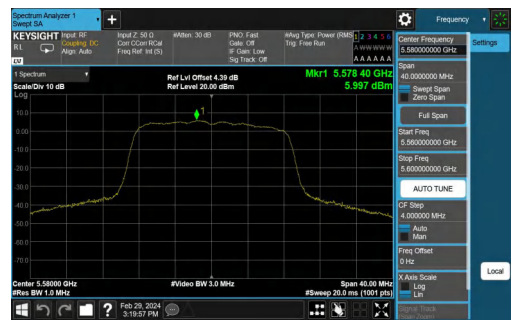 Spectrum Analyzer 1
Swept SA
Frequency
KEYSIGHT
RL
Input: RF
Coupling: DC
Align: Auto
Input Z: 50 Ω
Corr CCorr RCal
Freq Ref: Int (S)
#Atten: 30 dB
PNO: Fast
Gate: Off
IF Gain: Low
Sig Track: Off
#Avg Type: Power (RMS)
Trig: Free Run
1 2 3 4 5 6
A W W W W W
A A A A A A
LV
1 Spectrum
Scale/Div 10 dB
Log
Ref Lvl Offset 4.39 dB
Ref Level 20.00 dBm
Mkr1 5.578 40 GHz
5.997 dBm
1
10.0
0.00
-10.0
-20.0
-30.0
-40.0
-50.0
-60.0
-70.0
Center 5.58000 GHz
#Res BW 1.0 MHz
#Video BW 3.0 MHz
Span 40.00 MHz
#Sweep 20.0 ms (1001 pts)
Center Frequency
5.580000000 GHz
Settings
Span
40.0000000 MHz
Swept Span
Zero Span
Full Span
Start Freq
5.560000000 GHz
Stop Freq
5.600000000 GHz
AUTO TUNE
CF Step
4.000000 MHz
Auto
Man
Freq Offset
0 Hz
X Axis Scale
Log
Lin
Local
Signal Track
?
Feb 29, 2024
3:19:57 PM